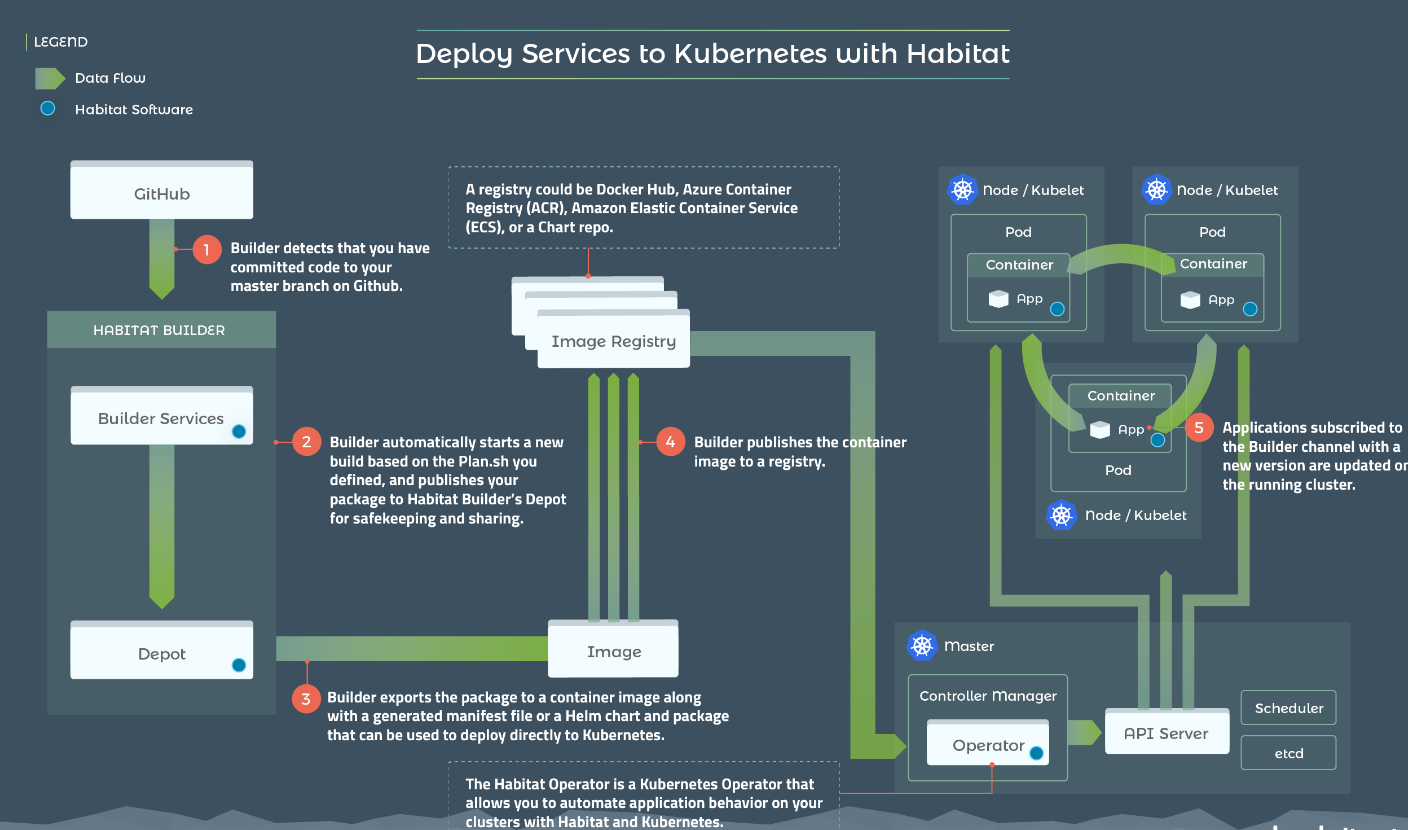 LEGEND
Data Flow
Habitat Software
Deploy Services to Kubernetes with Habitat
GitHub
1
Builder detects that you have
committed code to your
master branch on Github.
HABITAT BUILDER
Builder Services
2
Builder automatically starts a new
build based on the Plan.sh you
defined, and publishes your
package to Habitat Builder's Depot
for safekeeping and sharing.
Depot
3
Builder exports the package to a container image along
with a generated manifest file or a Helm chart and package
that can be used to deploy directly to Kubernetes.
Image
A registry could be Docker Hub, Azure Container
Registry (ACR), Amazon Elastic Container Service
(ECS), or a Chart repo.
Image Registry
4
Builder publishes the container
image to a registry.
The Habitat Operator is a Kubernetes Operator that
allows you to automate application behavior on your
clusters with Habitat and Kubernetes.
Node / Kubelet
Pod
Container
App
Node / Kubelet
Pod
Container
App
Container
App
Pod
Node / Kubelet
5
Applications subscribed to
the Builder channel with a
new version are updated on
the running cluster.
Master
Controller Manager
Operator
API Server
Scheduler
etcd